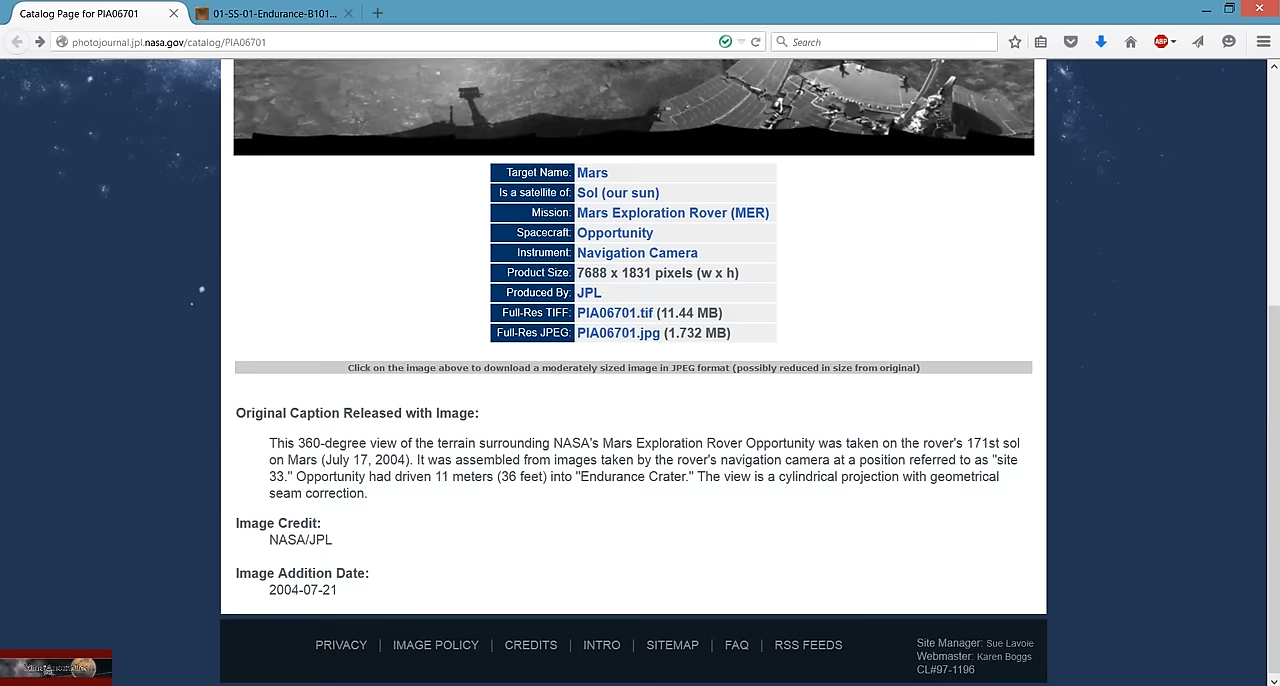 Catalog Page for PIA06701
01-SS-01-Endurance-B101...
photojournal.jpl.nasa.gov/catalog/PIA06701
Search
ABP
Target Name: Mars
Is a satellite of: Sol (our sun)
Mission: Mars Exploration Rover (MER)
Spacecraft: Opportunity
Instrument: Navigation Camera
Product Size: 7688 x 1831 pixels (w x h)
Produced By: JPL
Full-Res TIFF: PIA06701.tif (11.44 MB)
Full-Res JPEG: PIA06701.jpg (1.732 MB)
Click on the image above to download a moderately sized image in JPEG format (possibly reduced in size from original)
Original Caption Released with Image:
This 360-degree view of the terrain surrounding NASA's Mars Exploration Rover Opportunity was taken on the rover's 171st sol
on Mars (July 17, 2004). It was assembled from images taken by the rover's navigation camera at a position referred to as "site
33." Opportunity had driven 11 meters (36 feet) into "Endurance Crater." The view is a cylindrical projection with geometrical
seam correction.
Image Credit:
NASA/JPL
Image Addition Date:
2004-07-21
PRIVACY | IMAGE POLICY | CREDITS | INTRO | SITEMAP | FAQ | RSS FEEDS
Site Manager: Sue Lavoie
Webmaster: Karen Boggs
CL#97-1196